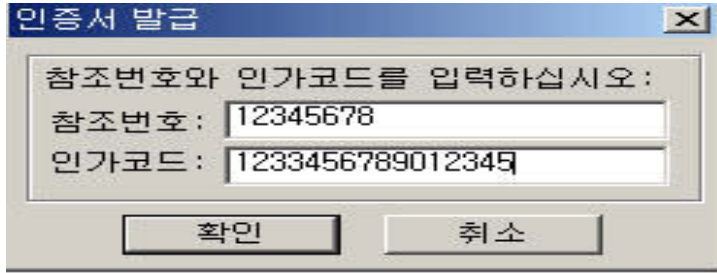 인증서 발급
참조번호와 인가코드를 입력하십시오:
참조번호: 12345678
인가코드: 1233456789012345
확인 취소